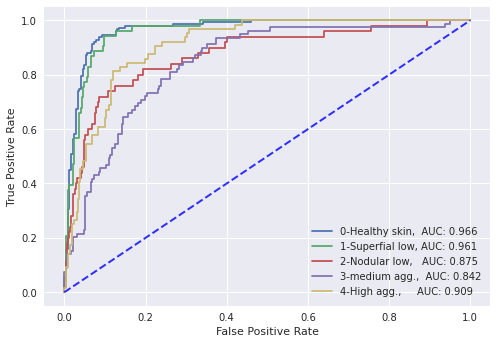 1.0
0.8
0.6
0.4
0.2
0.0
True Positive Rate
0-Healthy skin, AUC: 0.966
1-Superfial low, AUC: 0.961
2-Nodular low, AUC: 0.875
3-medium agg., AUC: 0.842
4-High agg., AUC: 0.909
0.0 0.2 0.4 0.6 0.8 1.0
False Positive Rate